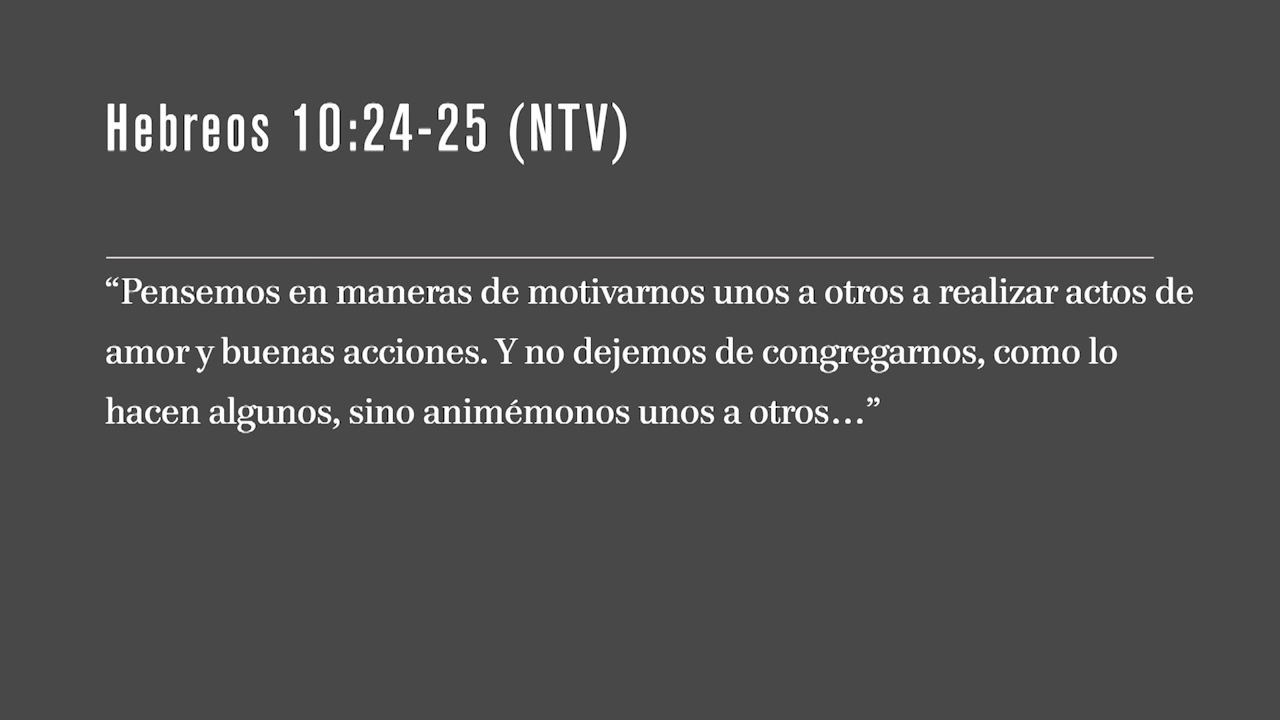 Hebreos 10:24-25 (NTV)
“Pensemos en maneras de motivarnos unos a otros a realizar actos de
amor y buenas acciones. Y no dejemos de congregarnos, como lo
hacen algunos, sino animémonos unos a otros…”